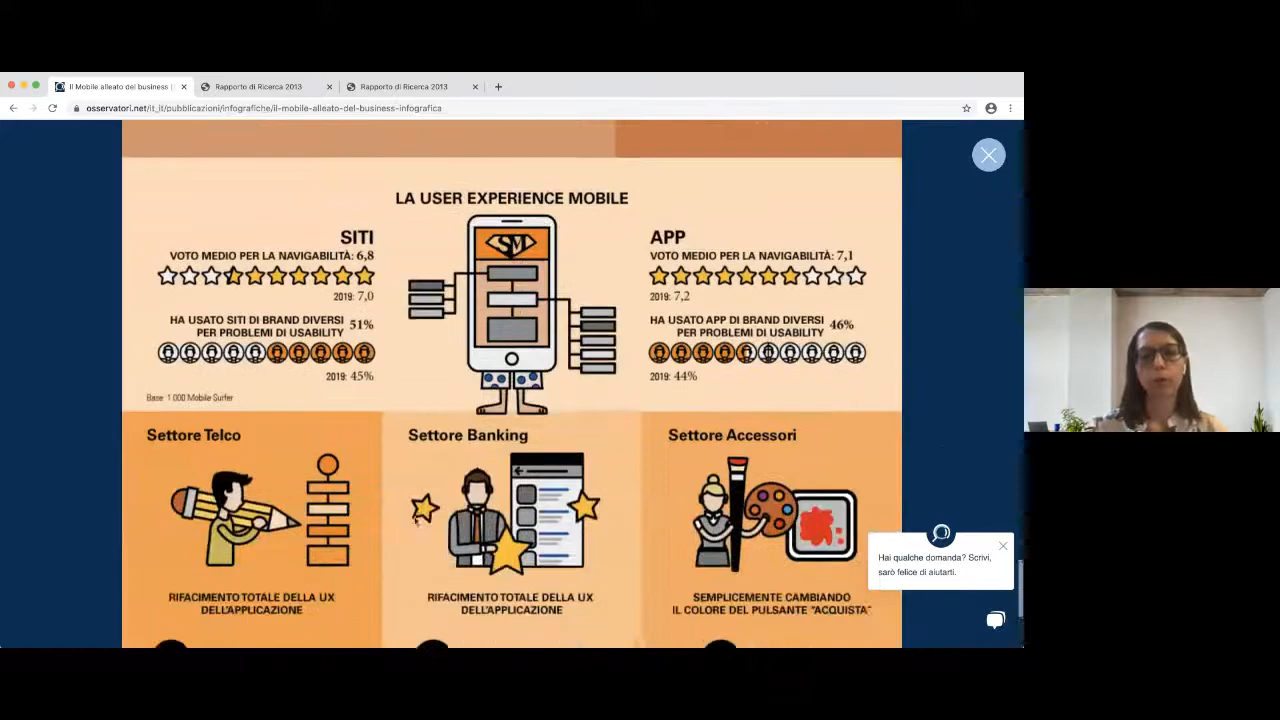 Il Mobile alleato del business |
Rapporto di Ricerca 2013
Rapporto di Ricerca 2013
osservatori.net/it_it/pubblicazioni/infografiche/il-mobile-alleato-del-business-infografica
LA USER EXPERIENCE MOBILE
SM
SITI
VOTO MEDIO PER LA NAVIGABILITÀ: 6,8
2019: 7,0
HA USATO SITI DI BRAND DIVERSI
PER PROBLEMI DI USABILITY 51%
2019: 45%
Base: 1.000 Mobile Surfer
APP
VOTO MEDIO PER LA NAVIGABILITÀ: 7,1
2019: 7,2
HA USATO APP DI BRAND DIVERSI
PER PROBLEMI DI USABILITY 46%
2019: 44%
Settore Telco
RIFACIMENTO TOTALE DELLA UX
DELL'APPLICAZIONE
Settore Banking
RIFACIMENTO TOTALE DELLA UX
DELL'APPLICAZIONE
Settore Accessori
SEMPLICEMENTE CAMBIANDO
IL COLORE DEL PULSANTE "ACQUISTA"
Hai qualche domanda? Scrivi,
sarò felice di aiutarti.